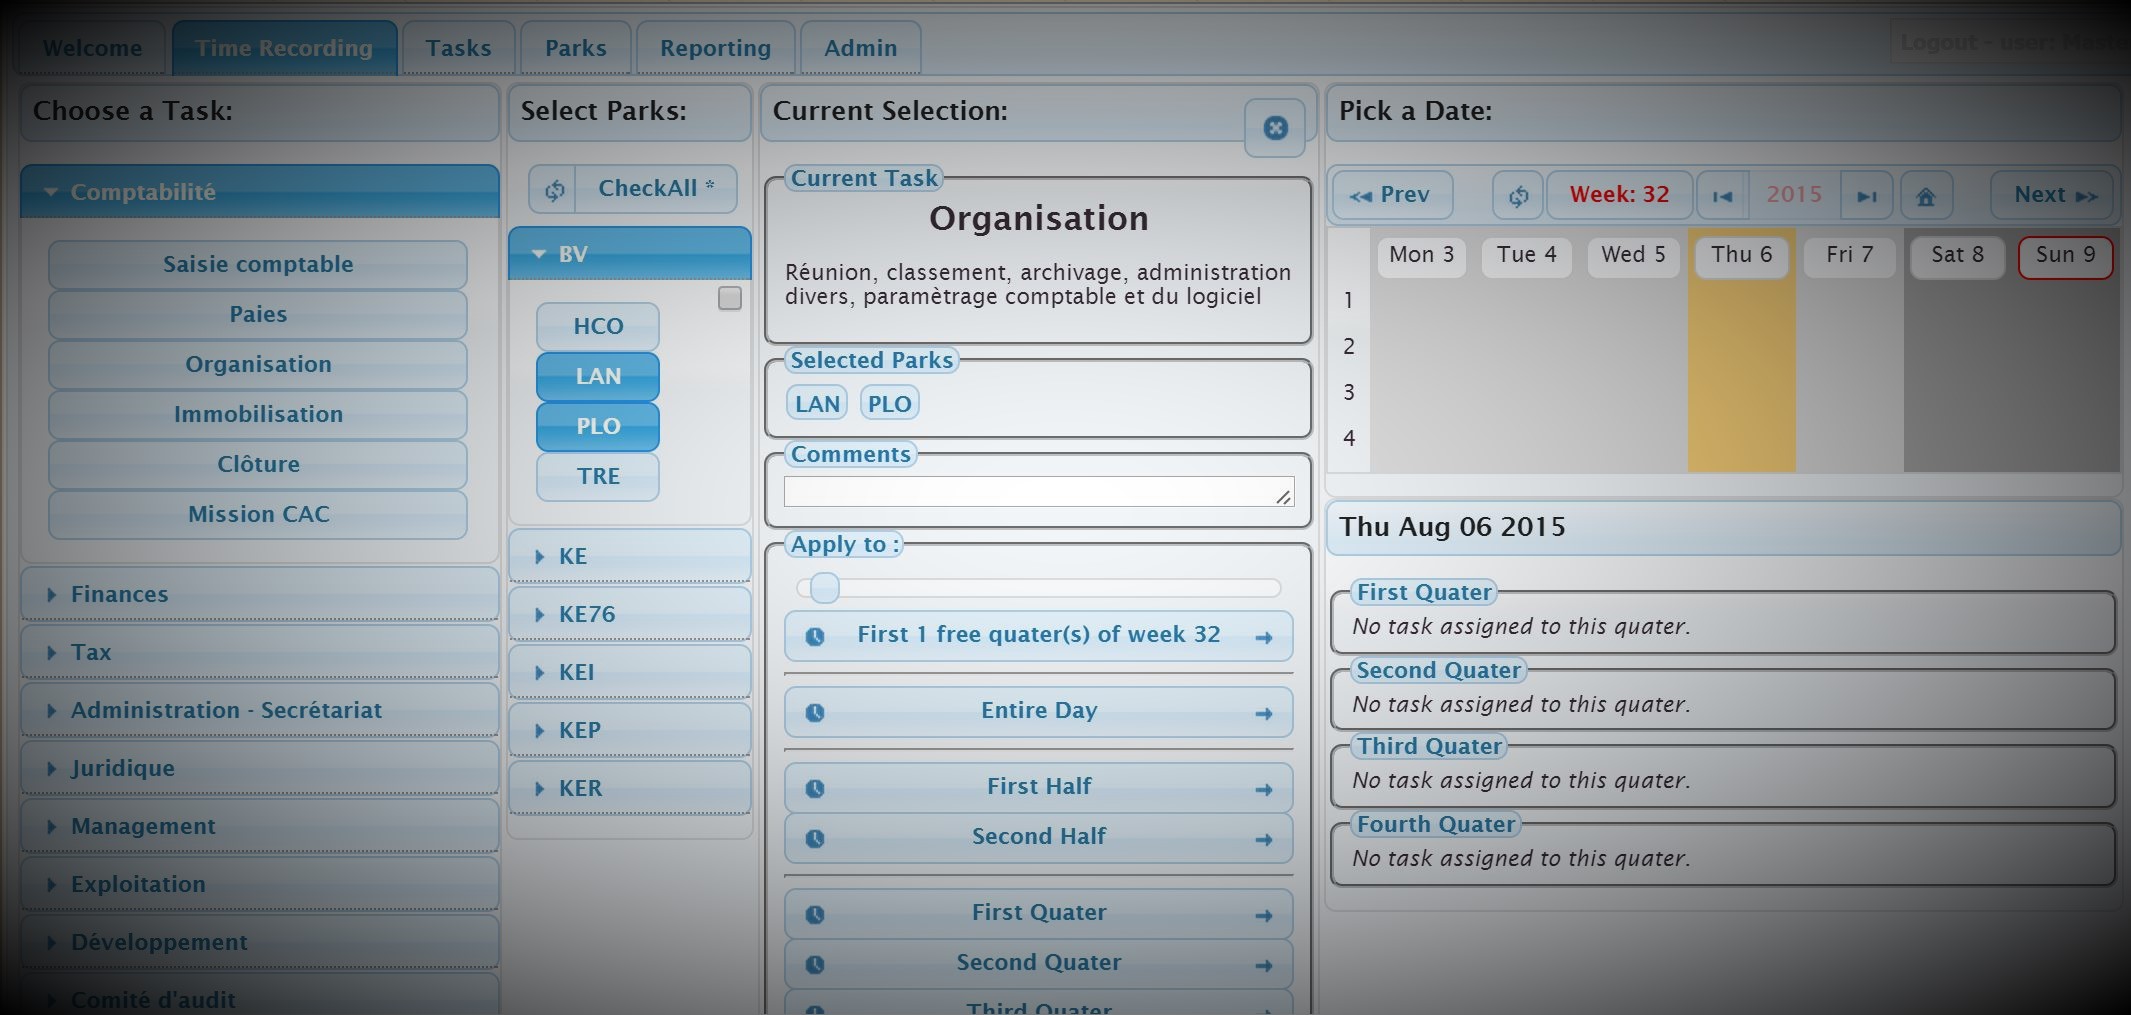 Welcome
Time Recording
Tasks
Parks
Reporting
Admin
Logout - user:
Choose a Task:
Comptabilité
Saisie comptable
Paies
Organisation
Immobilisation
Clôture
Mission CAC
Finances
Tax
Administration - Secrétariat
Juridique
Management
Exploitation
Développement
Comité d'audit
Select Parks:
CheckAll *
BV
HCO
LAN
PLO
TRE
KE
KE76
KEI
KEP
KER
Current Selection:
Current Task
Organisation
Réunion, classement, archivage, administration
divers, paramètrage comptable et du logiciel
Selected Parks
LAN PLO
Comments
Apply to :
First 1 free quater(s) of week 32
Entire Day
First Half
Second Half
First Quater
Second Quater
Third Quater
Pick a Date:
Prev
Week: 32
2015
Next
Mon 3
Tue 4
Wed 5
Thu 6
Fri 7
Sat 8
Sun 9
1
2
3
4
Thu Aug 06 2015
First Quater
No task assigned to this quater.
Second Quater
No task assigned to this quater.
Third Quater
No task assigned to this quater.
Fourth Quater
No task assigned to this quater.